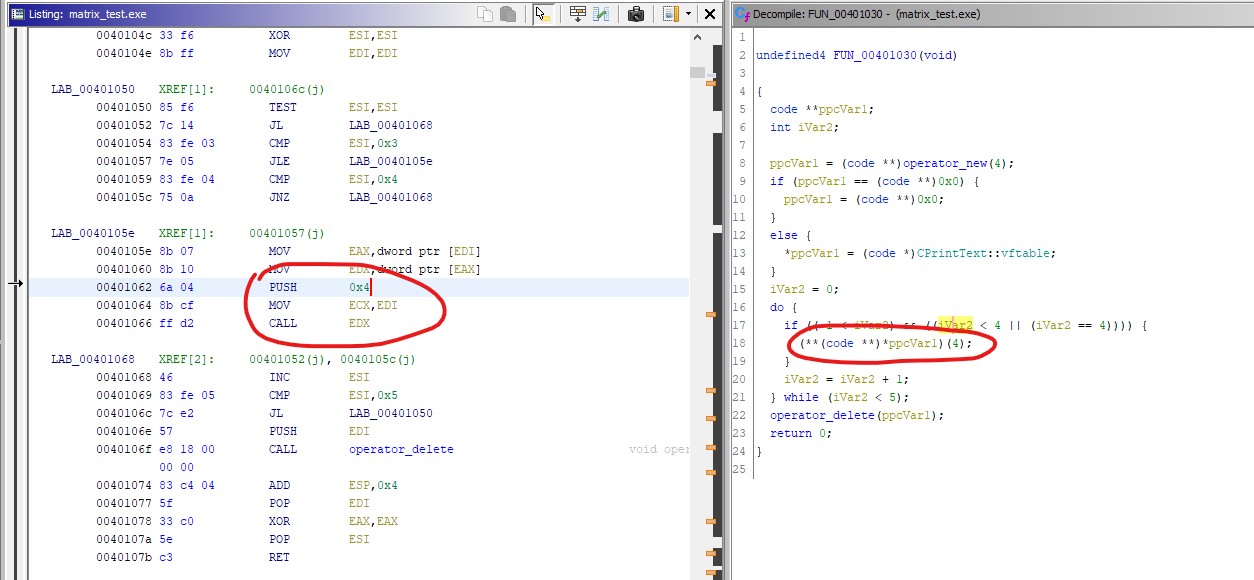 Listing: matrix_test.exe
0040104c 33 f6 XOR ESI,ESI
0040104e 8b ff MOV EDI,EDI
LAB_00401050 XREF[1]: 0040106c(j)
00401050 85 f6 TEST ESI,ESI
00401052 7c 14 JL LAB_00401068
00401054 83 fe 03 CMP ESI,0x3
00401057 7e 05 JLE LAB_0040105e
00401059 83 fe 04 CMP ESI,0x4
0040105c 75 0a JNZ LAB_00401068
LAB_0040105e XREF[1]: 00401057(j)
0040105e 8b 07 MOV EAX,dword ptr [EDI]
00401060 8b 10 MOV EDX,dword ptr [EAX]
00401062 6a 04 PUSH 0x4
00401064 8b cf MOV ECX,EDI
00401066 ff d2 CALL EDX
LAB_00401068 XREF[2]: 00401052(j), 0040105c(j)
00401068 46 INC ESI
00401069 83 fe 05 CMP ESI,0x5
0040106c 7c e2 JL LAB_00401050
0040106e 57 PUSH EDI
0040106f e8 18 00 CALL operator_delete void oper
00 00
00401074 83 c4 04 ADD ESP,0x4
00401077 5f POP EDI
00401078 33 c0 XOR EAX,EAX
0040107a 5e POP ESI
0040107b c3 RET
Decompile: FUN_00401030 - (matrix_test.exe)
1
2 undefined4 FUN_00401030(void)
3
4 {
5 code **ppcVar1;
6 int iVar2;
7
8 ppcVar1 = (code **)operator_new(4);
9 if (ppcVar1 == (code **)0x0) {
10 ppcVar1 = (code **)0x0;
11 }
12 else {
13 *ppcVar1 = (code *)CPrintText::vftable;
14 }
15 iVar2 = 0;
16 do {
17 if ((-1 < iVar2) && ((iVar2 < 4 || (iVar2 == 4)))) {
18 (**(code **)*ppcVar1)(4);
19 }
20 iVar2 = iVar2 + 1;
21 } while (iVar2 < 5);
22 operator_delete(ppcVar1);
23 return 0;
24 }
25